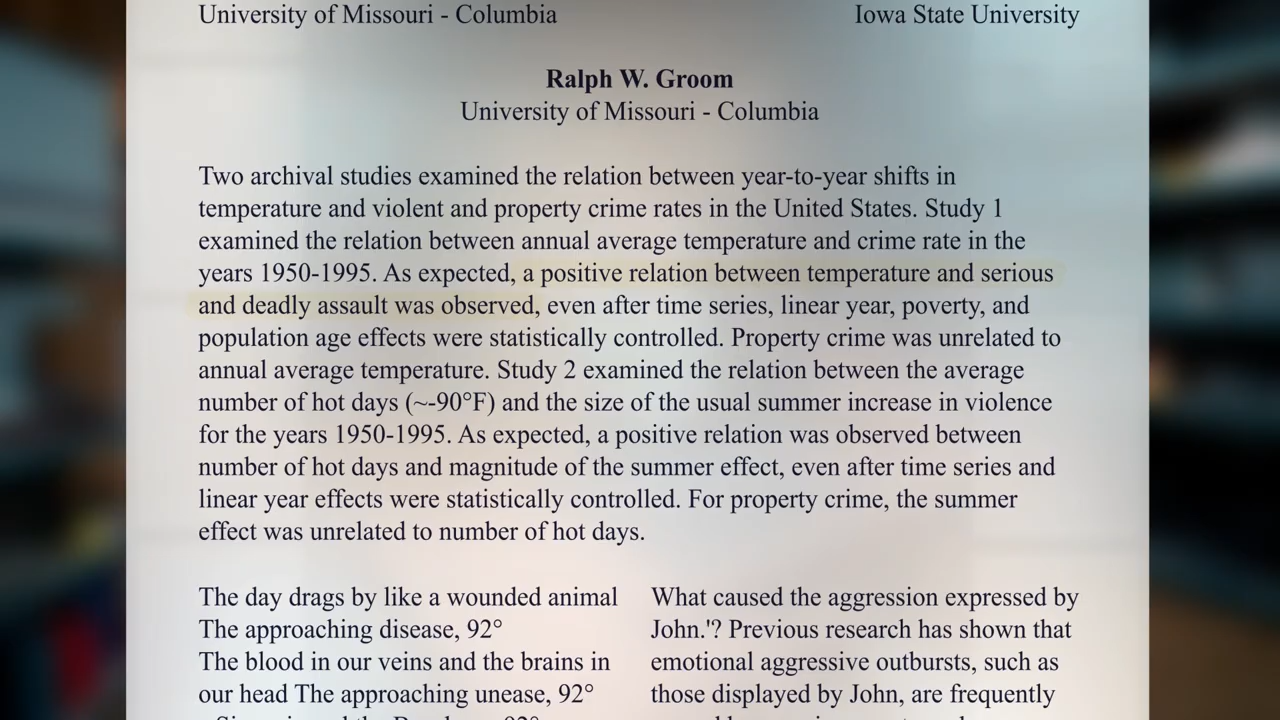 University of Missouri - Columbia
Iowa State University
Ralph W. Groom
University of Missouri - Columbia
Two archival studies examined the relation between year-to-year shifts in
temperature and violent and property crime rates in the United States. Study 1
examined the relation between annual average temperature and crime rate in the
years 1950-1995. As expected, a positive relation between temperature and serious
and deadly assault was observed, even after time series, linear year, poverty, and
population age effects were statistically controlled. Property crime was unrelated to
annual average temperature. Study 2 examined the relation between the average
number of hot days (~-90°F) and the size of the usual summer increase in violence
for the years 1950-1995. As expected, a positive relation was observed between
number of hot days and magnitude of the summer effect, even after time series and
linear year effects were statistically controlled. For property crime, the summer
effect was unrelated to number of hot days.
The day drags by like a wounded animal
The approaching disease, 92°
The blood in our veins and the brains in
our head The approaching unease, 92°
What caused the aggression expressed by
John.'? Previous research has shown that
emotional aggressive outbursts, such as
those displayed by John, are frequently